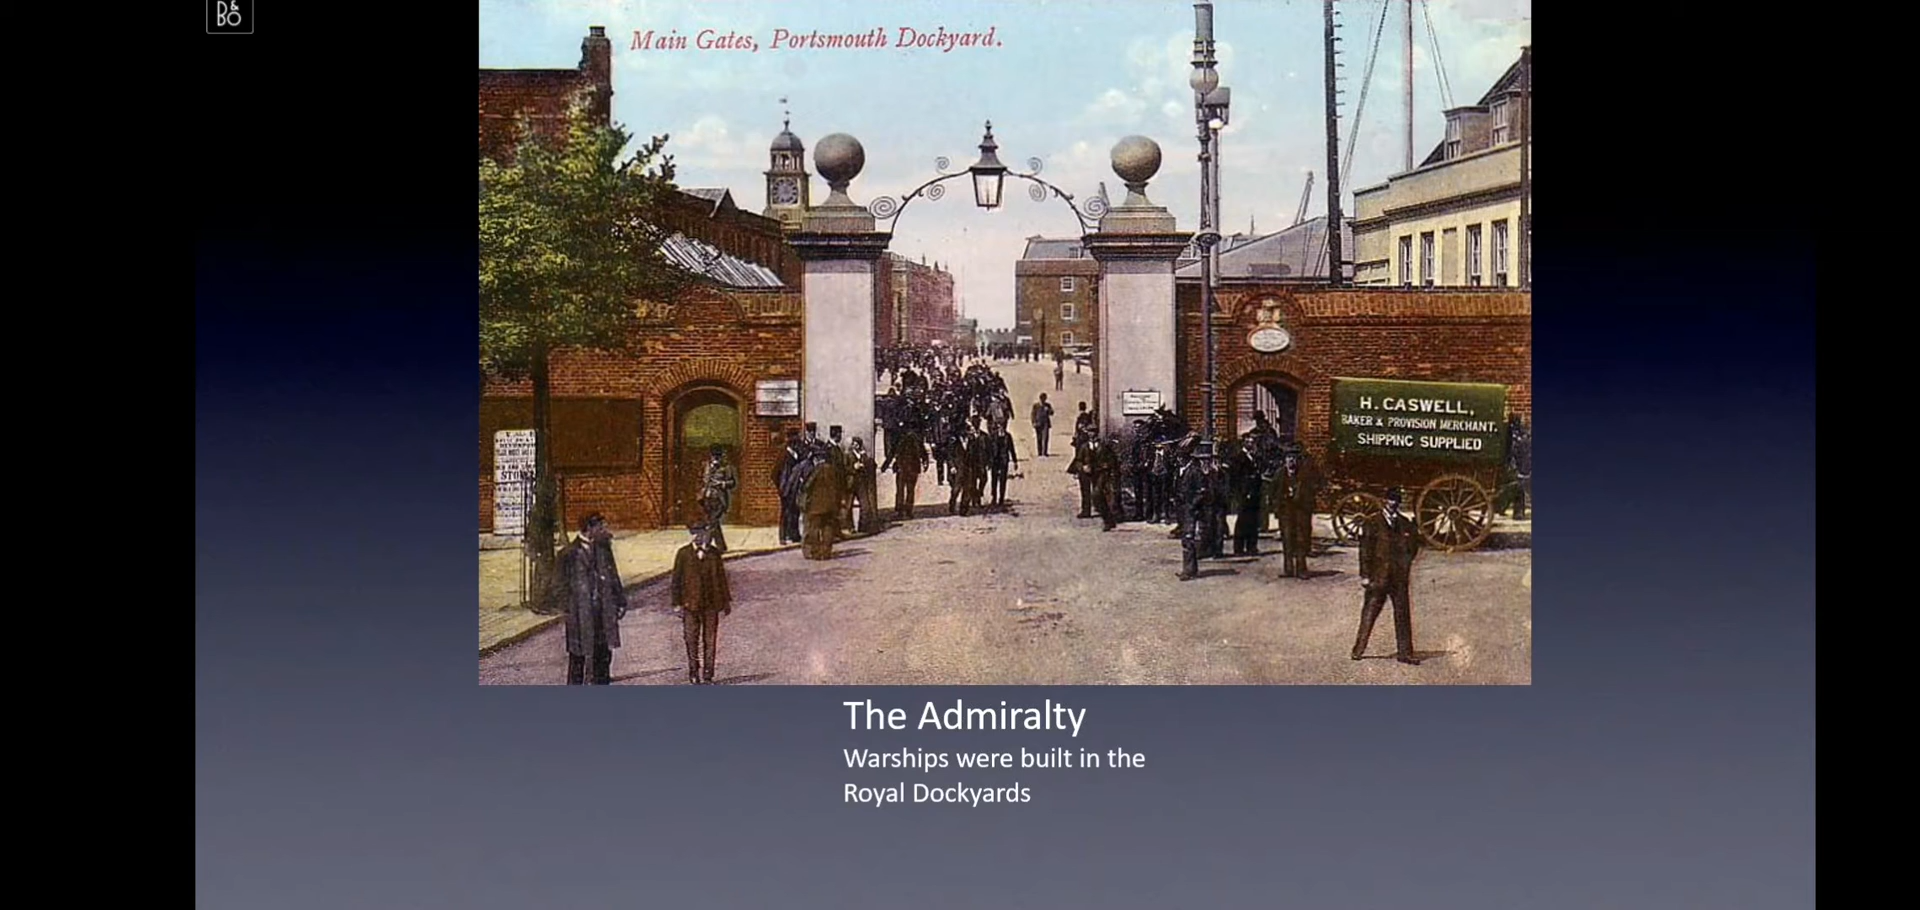 B&O
Main Gates, Portsmouth Dockyard.
H. CASWELL,
BAKER & PROVISION MERCHANT.
SHIPPING SUPPLIED
The Admiralty
Warships were built in the
Royal Dockyards